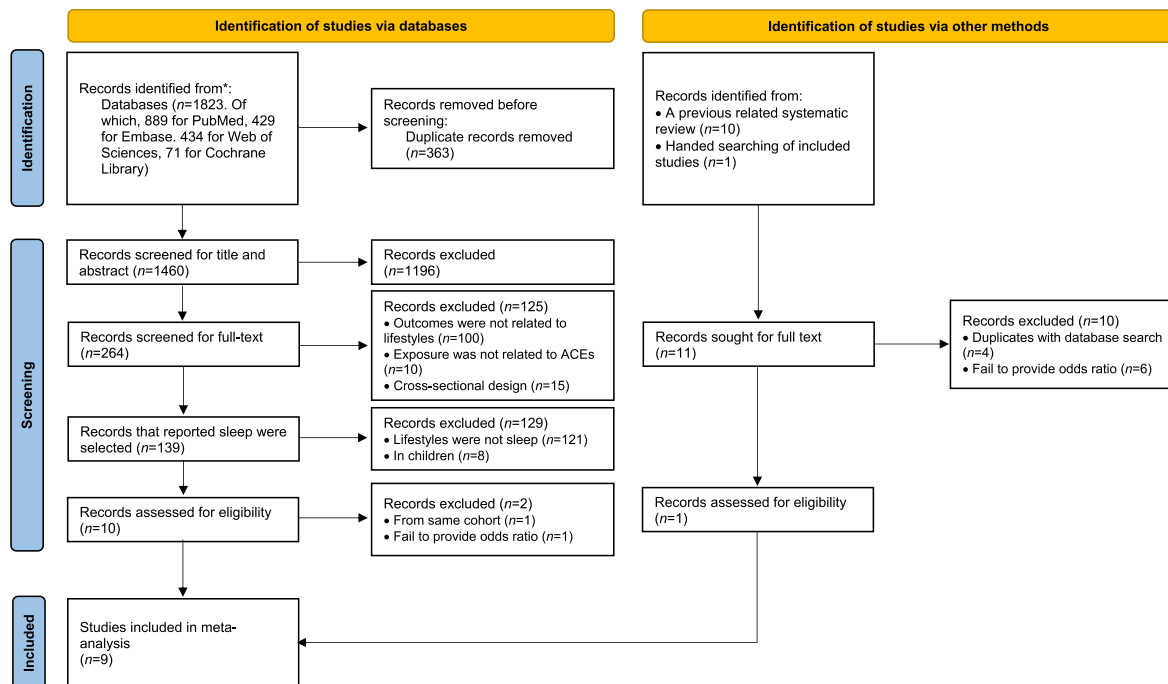 Identification of studies via databases
Identification of studies via other methods
Identification
Records identified from*:
Databases (n=1823. Of
which, 889 for PubMed, 429
for Embase. 434 for Web of
Sciences, 71 for Cochrane
Library)
Records removed before
screening:
Duplicate records removed
(n=363)
Records identified from:
• A previous related systematic
review (n=10)
• Handed searching of included
studies (n=1)
Screening
Records screened for title and
abstract (n=1460)
Records excluded
(n=1196)
Records screened for full-text
(n=264)
Records excluded (n=125)
• Outcomes were not related to
lifestyles (n=100)
• Exposure was not related to ACEs
(n=10)
• Cross-sectional design (n=15)
Records sought for full text
(n=11)
Records excluded (n=10)
• Duplicates with database search
(n=4)
• Fail to provide odds ratio (n=6)
Records that reported sleep were
selected (n=139)
Records excluded (n=129)
• Lifestyles were not sleep (n=121)
• In children (n=8)
Records assessed for eligibility
(n=10)
Records excluded (n=2)
• From same cohort (n=1)
• Fail to provide odds ratio (n=1)
Records assessed for eligibility
(n=1)
Included
Studies included in meta-
analysis
(n=9)